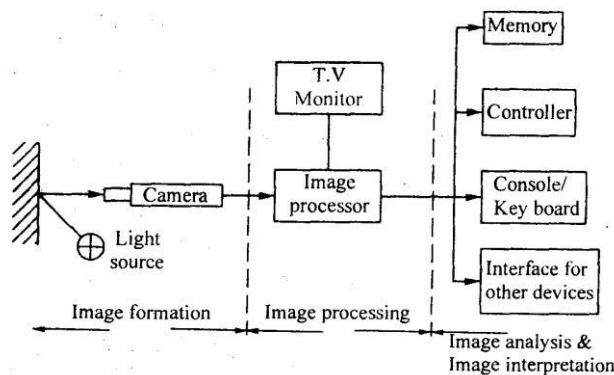 Memory
T.V
Monitor
Controller
Camera
Image
processor
Console/
Key board
Light
source
Interface for
other devices
Image formation
Image processing
Image analysis &
Image interpretation